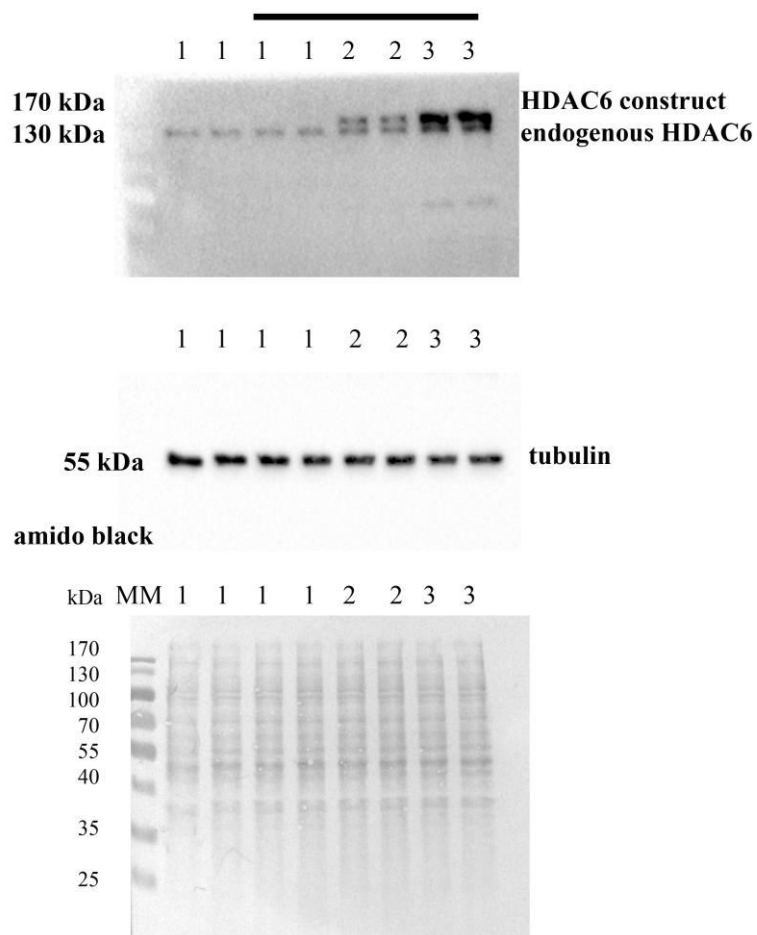 1 1 1 1 2 2 3 3
170 kDa HDAC6 construct
130 kDa endogenous HDAC6
1 1 1 1 2 2 3 3
55 kDa tubulin
amido black
kDa MM 1 1 1 1 2 2 3 3
170
130
100
70
55
40
35
25